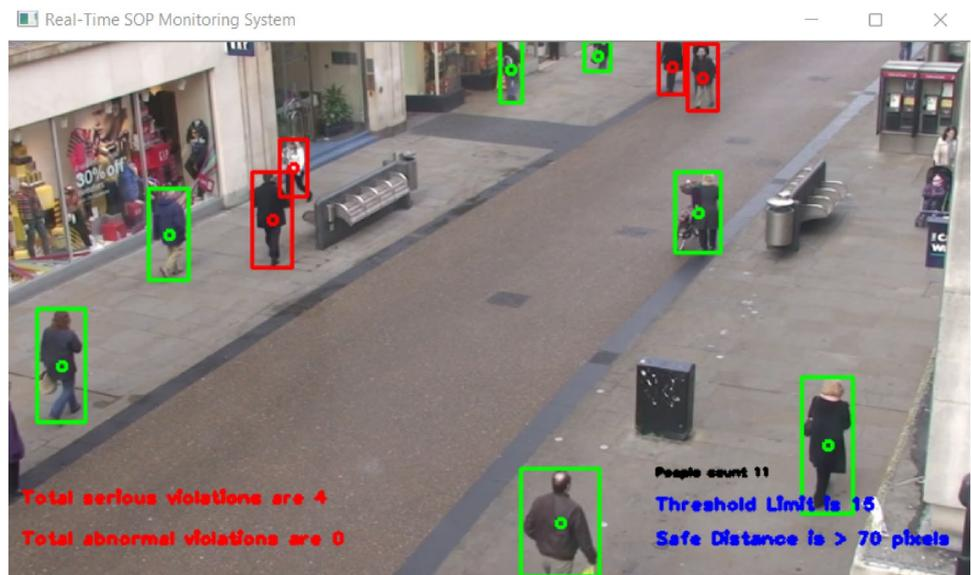 Real-Time SOP Monitoring System
30% off
People count 11
Total serious violations are 4
Threshold Limit is 15
Total abnormal violations are 0
Safe Distance is > 70 pixels